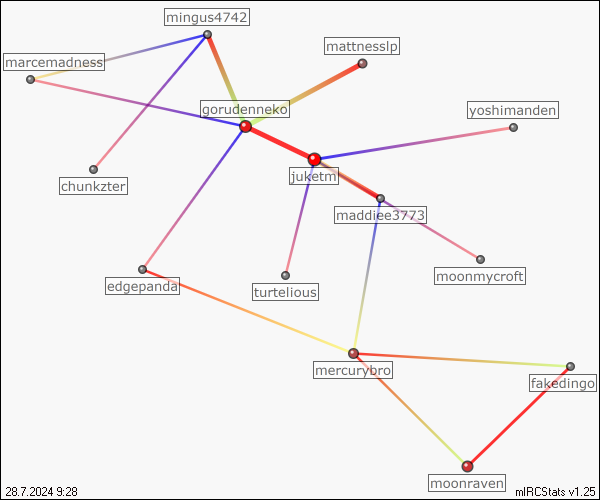 mingus4742
mattnesslp
marcemadness
gorudenneko
yoshimanden
juketm
chunkzter
maddiee3773
moonmycroft
edgepanda
turtelious
mercurybro
fakedingo
moonraven
28.7.2024 9:28
mIRCStats v1.25